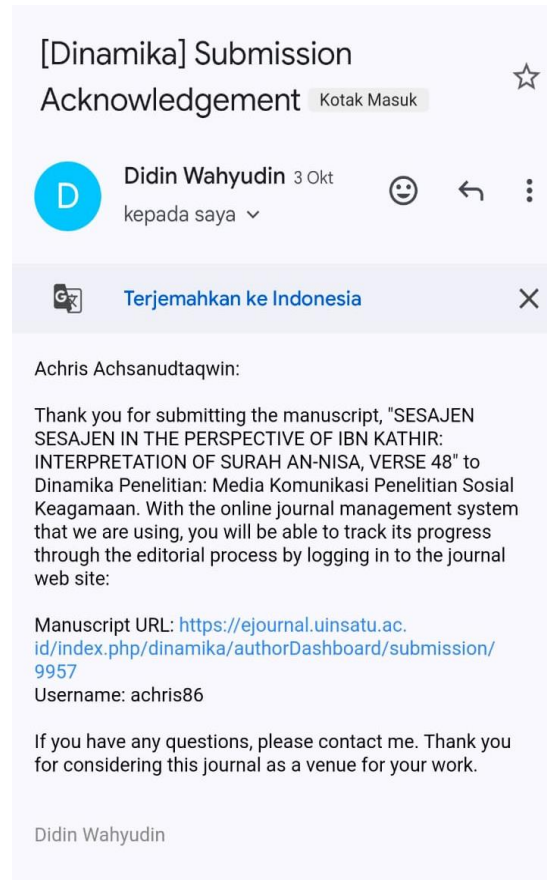 [Dinamika] Submission
Acknowledgement Kotak Masuk
Didin Wahyudin 3 Okt
D
kepada saya
Terjemahkan ke Indonesia
Achris Achsanudtaqwin:
Thank you for submitting the manuscript, "SESAJEN
SESAJEN IN THE PERSPECTIVE OF IBN KATHIR:
INTERPRETATION OF SURAH AN-NISA, VERSE 48" to
Dinamika Penelitian: Media Komunikasi Penelitian Sosial
Keagamaan. With the online journal management system
that we are using, you will be able to track its progress
through the editorial process by logging in to the journal
web site:
Manuscript URL: https://ejournal.uinsatu.ac.
id/index.php/dinamika/authorDashboard/submission/
9957
Username: achris86
If you have any questions, please contact me. Thank you
for considering this journal as a venue for your work.
Didin Wahyudin